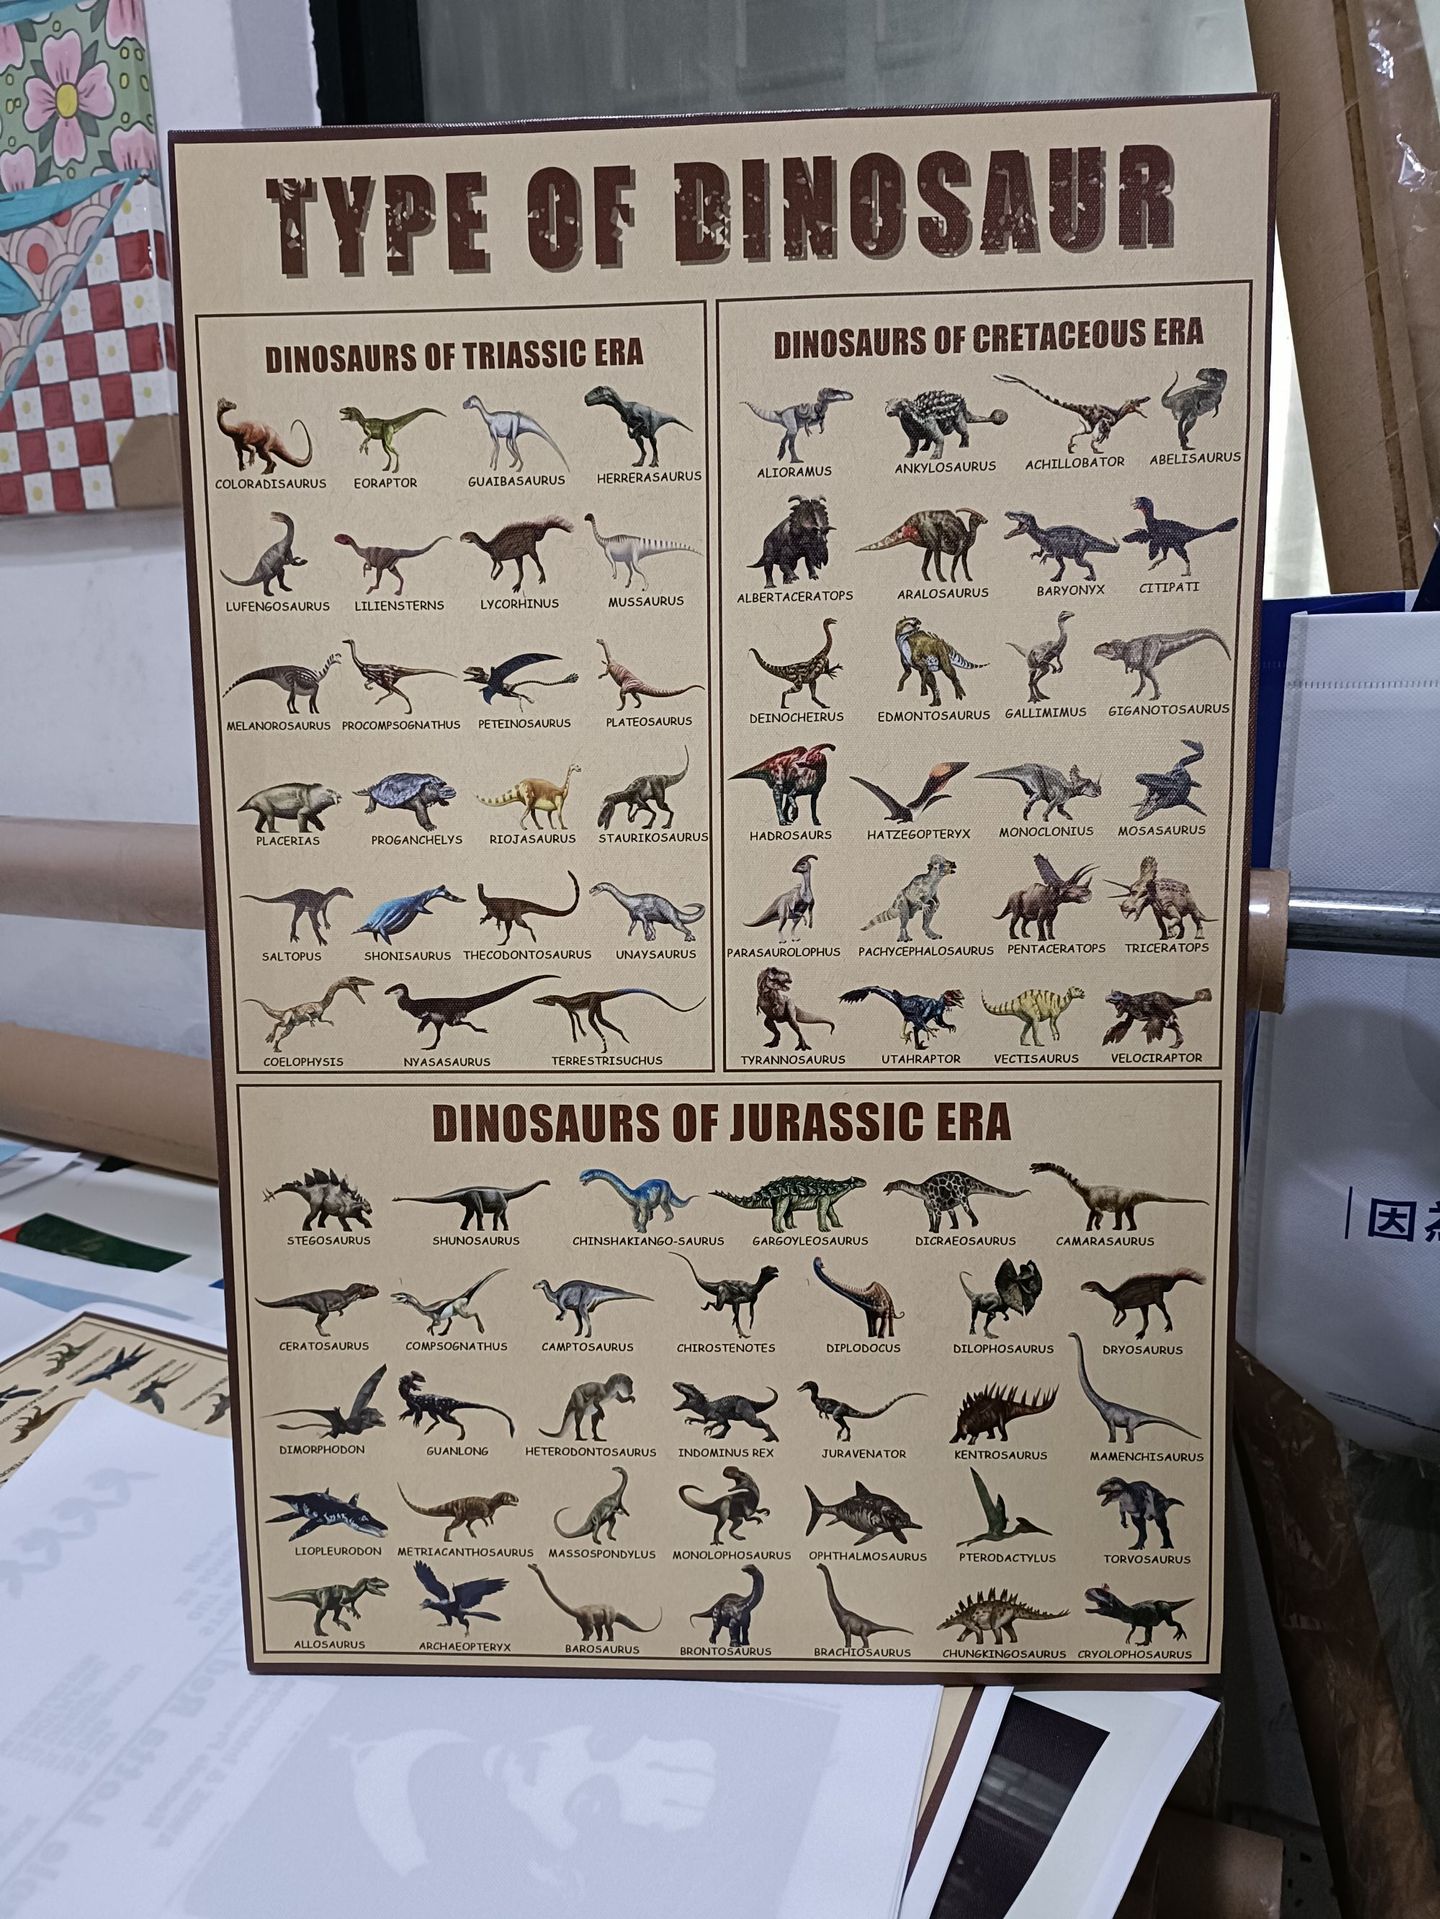 TYPE OF DINOSAUR
DINOSAURS OF TRIASSIC ERA
COLORADISAURUS EORAPTOR GUAIBASAURUS HERRERASAURUS
LUFENGOSAURUS LILIENSTERNS LYCORHINUS MUSSAURUS
MELANOROSAURUS PROCOMPSOGNATHUS PETEINOSAURUS PLATEOSAURUS
PLACERIAS PROGANCHELYS RIOJASAURUS STAURIKOSAURUS
SALTOPUS SHONISAURUS THECODONTOSAURUS UNAYSAURUS
COELOPHYSIS NYASASAURUS TERRESTRISUCHUS
DINOSAURS OF CRETACEOUS ERA
ALIORAMUS ANKYLOSAURUS ACHILLOBATOR ABELISAURUS
ALBERTACERATOPS ARALOSAURUS BARYONYX CITIPATI
DEINOCHEIRUS EDMONTOSAURUS GALLIMIMUS GIGANOTOSAURUS
HADROSAURS HATZEGOPTERYX MONOCLONIUS MOSASAURUS
PARASAUROLOPHUS PACHYCEPHALOSAURUS PENTACERATOPS TRICERATOPS
TYRANNOSAURUS UTAHRAPTOR VECTISAURUS VELOCIRAPTOR
DINOSAURS OF JURASSIC ERA
STEGOSAURUS SHUNOSAURUS CHINSHAKIANGO-SAURUS GARGOYLEOSAURUS DICRAEOSAURUS CAMARASAURUS
CERATOSAURUS COMPSOGNATHUS CAMPTOSAURUS CHIROSTENOTES DIPLODOCUS DILOPHOSAURUS DRYOSAURUS
DIMORPHODON GUANLONG HETERODONTOSAURUS INDOMINUS REX JURAVENATOR KENTROSAURUS MAMENCHISAURUS
LIOPLEURODON METRIACANTHOSAURUS MASSOSPONDYLUS MONOLOPHOSAURUS OPHTHALMOSAURUS PTERODACTYLUS TORVOSAURUS
ALLOSAURUS ARCHAEOPTERYX BAROSAURUS BRONTOSAURUS BRACHIOSAURUS CHUNGKINGOSAURUS CRYOLOPHOSAURUS
因